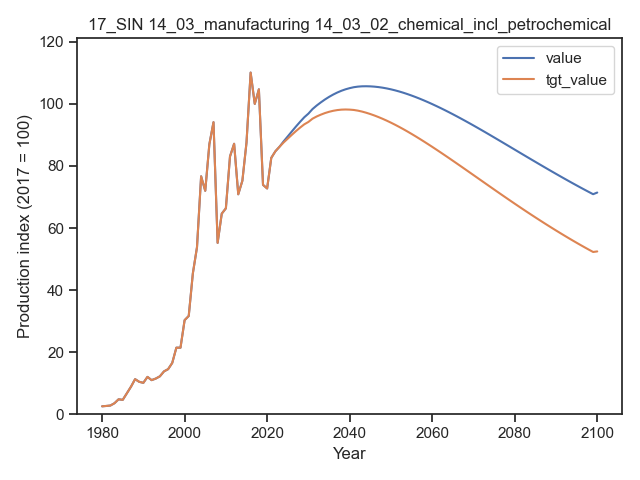 17_SIN 14_03_manufacturing 14_03_02_chemical_incl_petrochemical
value
tgt_value
Production index (2017 = 100)
120
100
80
60
40
20
0
1980 2000 2020 2040 2060 2080 2100
Year